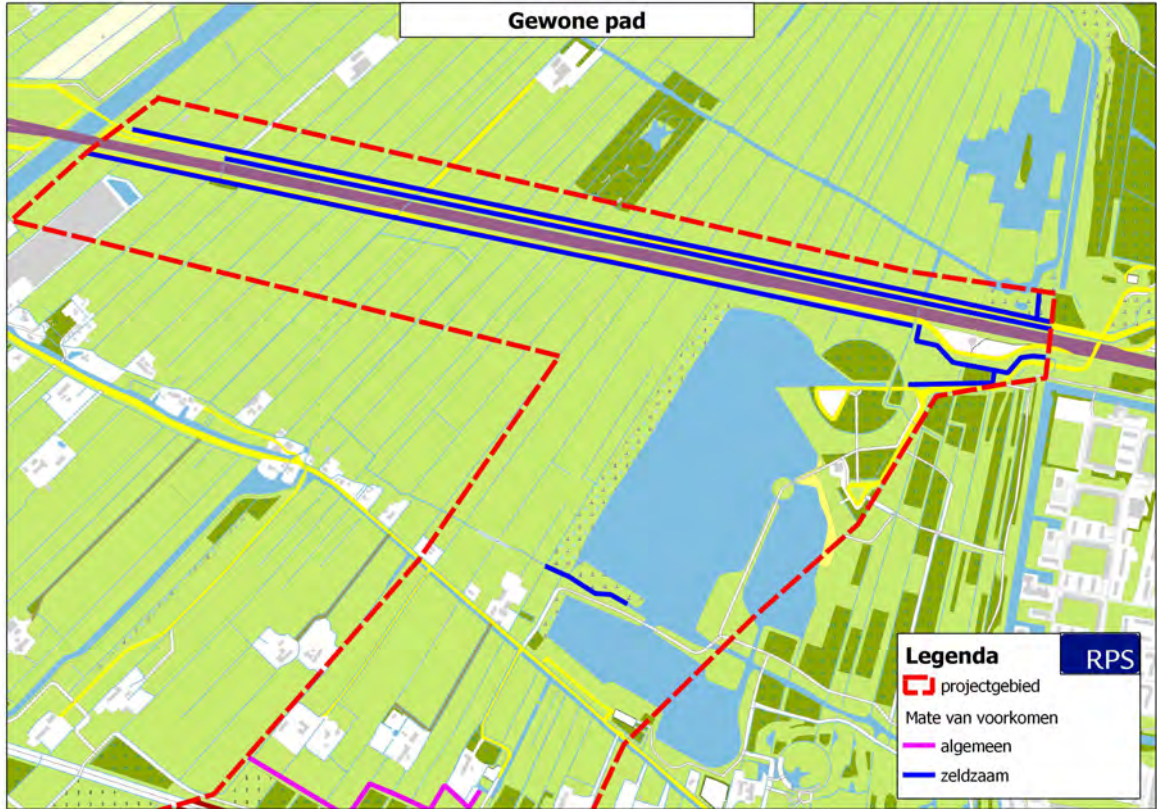 Gewone pad
Legenda
RPS
projectgebied
Mate van voorkomen
algemeen
zeldzaam